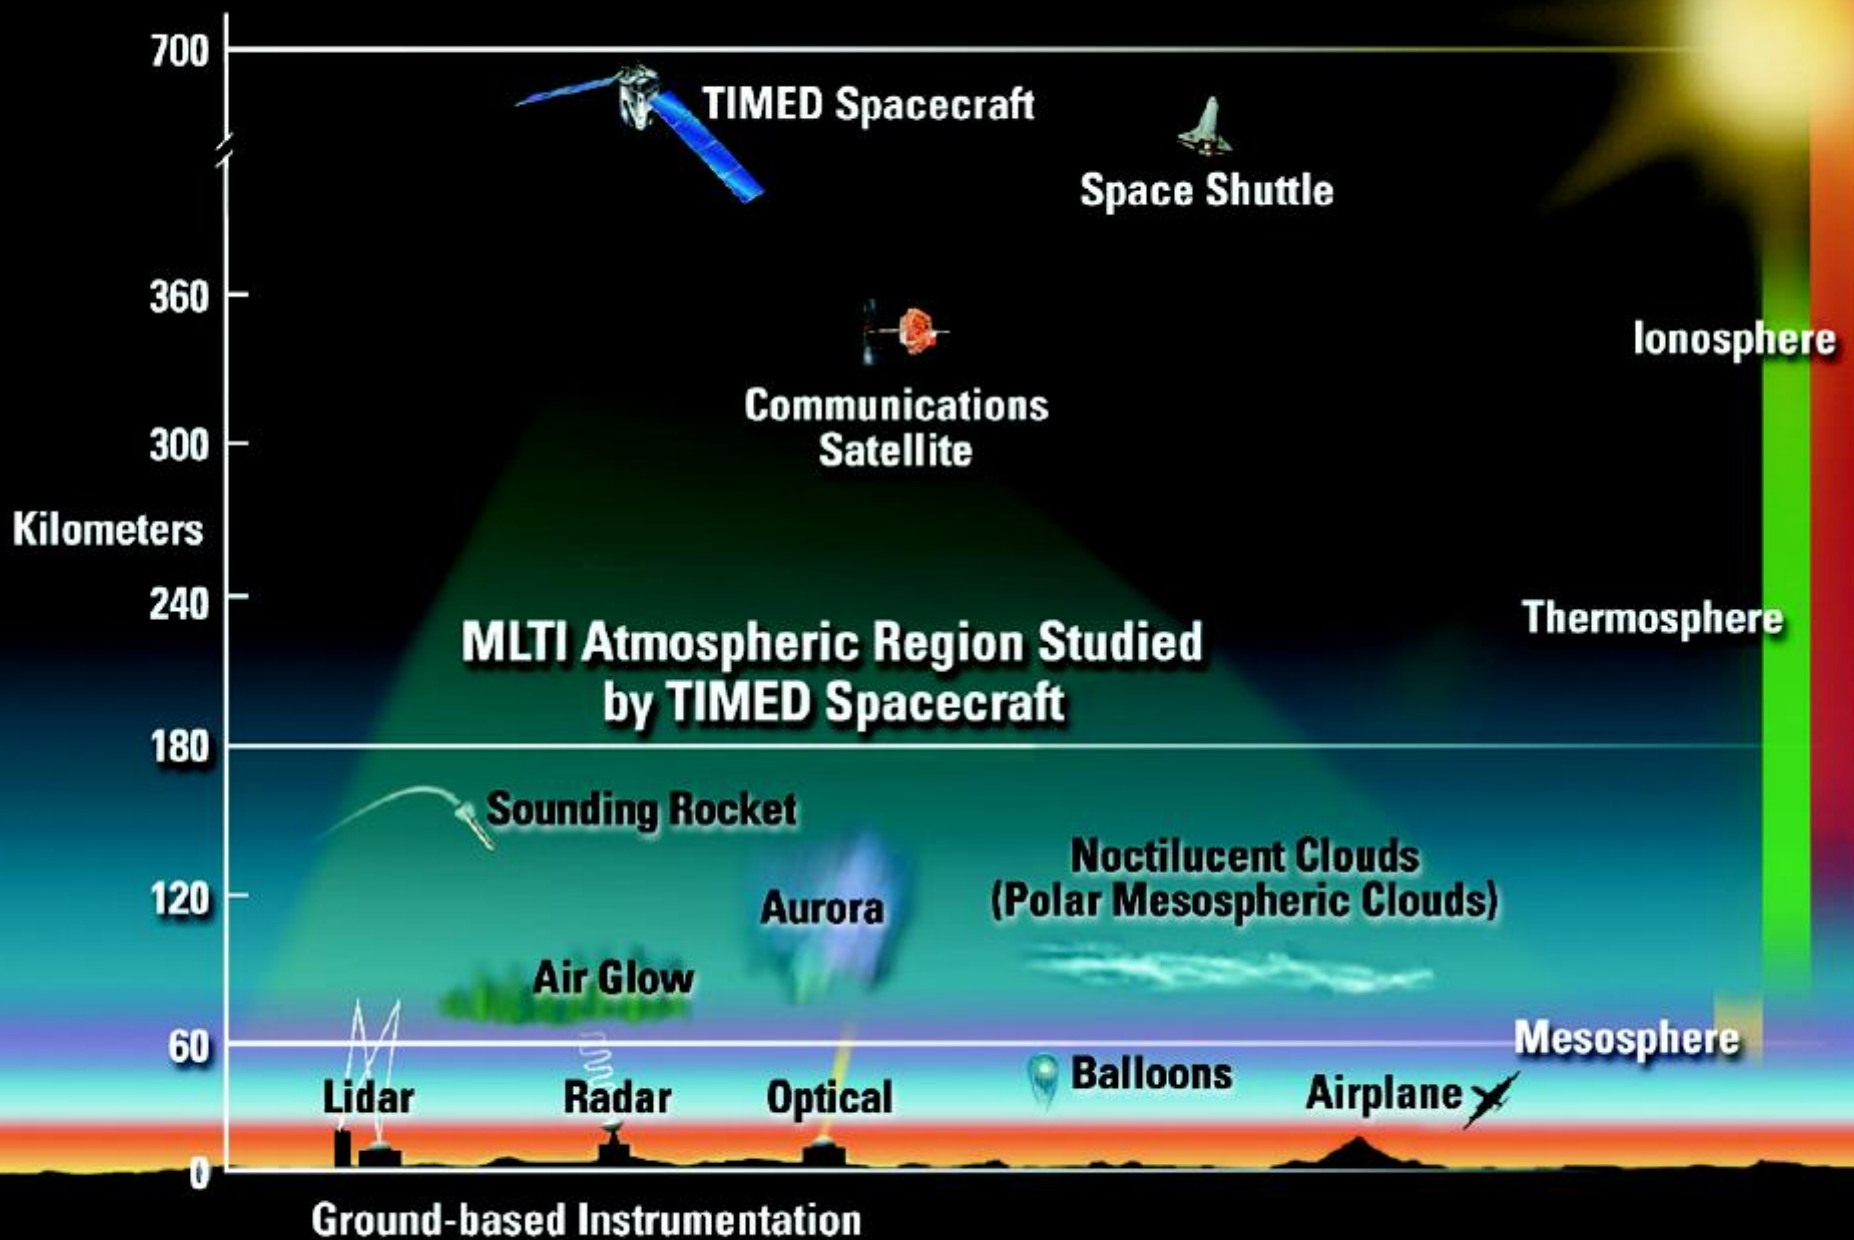 700
TIMED Spacecraft
Space Shuttle
360
Ionosphere
Communications
Satellite
300
Kilometers
240
Thermosphere
MLTI Atmospheric Region Studied
by TIMED Spacecraft
180
Sounding Rocket
Noctilucent Clouds
(Polar Mesospheric Clouds)
120
Aurora
Air Glow
60
Mesosphere
Balloons
Airplane
Lidar
Radar
Optical
0
Ground-based Instrumentation